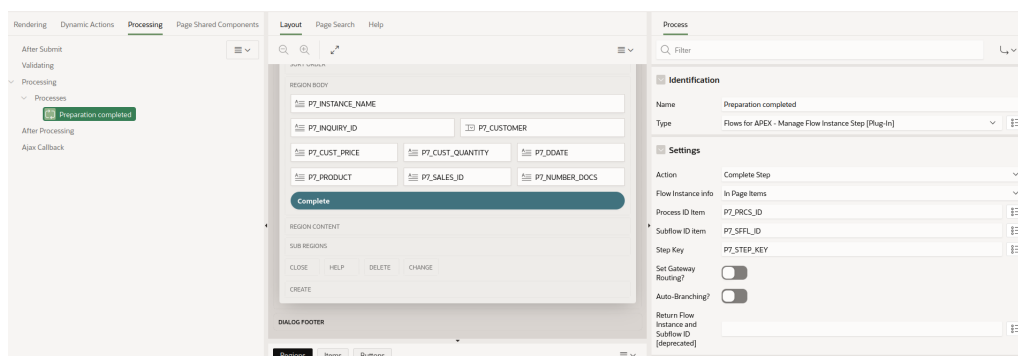 Rendering Dynamic Actions Processing Page Shared Components
After Submit
Validating
Processing
Processes
Preparation completed
After Processing
Ajax Callback
Layout Page Search Help
SORT ORDER
REGION BODY
P7_INSTANCE_NAME
P7_INQUIRY_ID P7_CUSTOMER
P7_CUST_PRICE P7_CUST_QUANTITY P7_DDATE
P7_PRODUCT P7_SALES_ID P7_NUMBER_DOCS
Complete
REGION CONTENT
SUB REGIONS
CLOSE HELP DELETE CHANGE
CREATE
DIALOG FOOTER
Regions Items Buttons
Process
Filter
Identification
Name Preparation completed
Type Flows for APEX - Manage Flow Instance Step [Plug-In]
Settings
Action Complete Step
Flow Instance info In Page Items
Process ID Item P7_PRCS_ID
Subflow ID item P7_SFFL_ID
Step Key P7_STEP_KEY
Set Gateway
Routing?
Auto-Branching?
Return Flow
Instance and
Subflow ID
[deprecated]